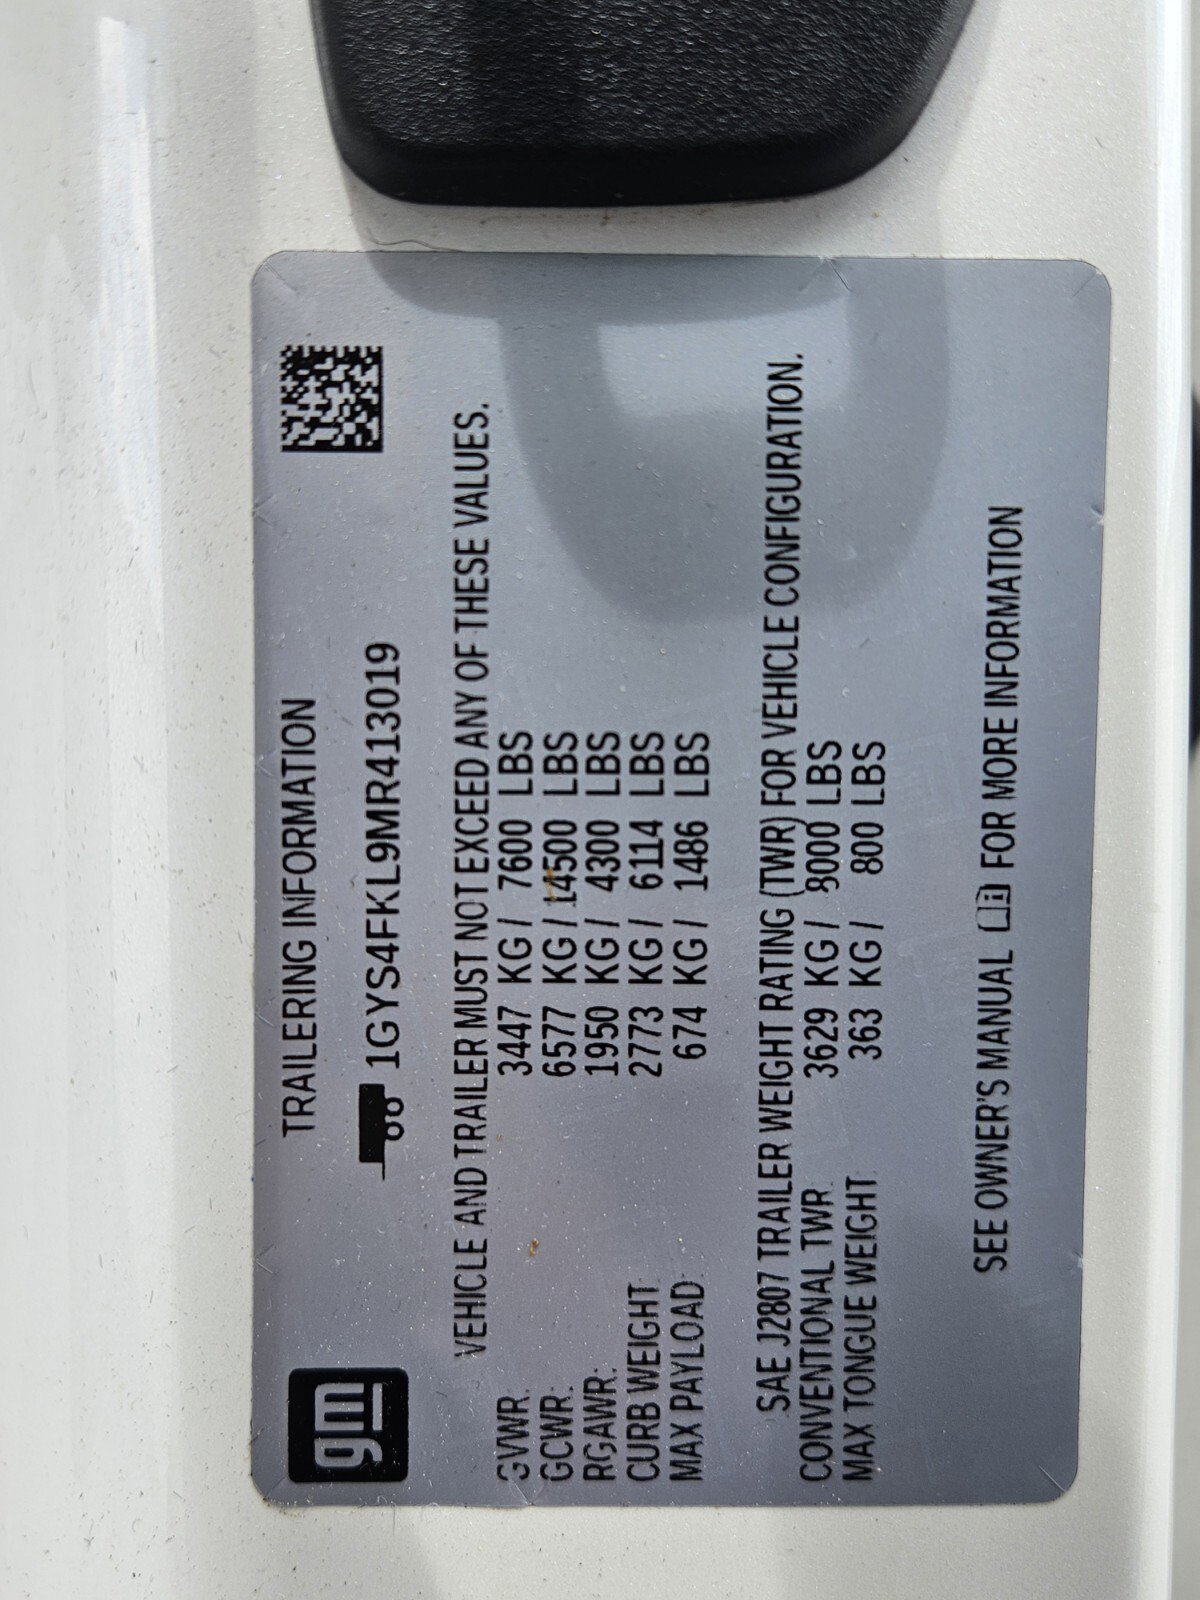 gm
TRAILERING INFORMATION
1GYS4FKL9MR413019
VEHICLE AND TRAILER MUST NOT EXCEED ANY OF THESE VALUES.
GVWR: 3447 KG / 7600 LBS
GCWR: 6577 KG / 14500 LBS
RGAWR: 1950 KG / 4300 LBS
CURB WEIGHT: 2773 KG / 6114 LBS
MAX PAYLOAD: 674 KG / 1486 LBS
SAE J2807 TRAILER WEIGHT RATING (TWR) FOR VEHICLE CONFIGURATION.
CONVENTIONAL TWR: 3629 KG / 8000 LBS
MAX TONGUE WEIGHT: 363 KG / 800 LBS
SEE OWNER'S MANUAL FOR MORE INFORMATION